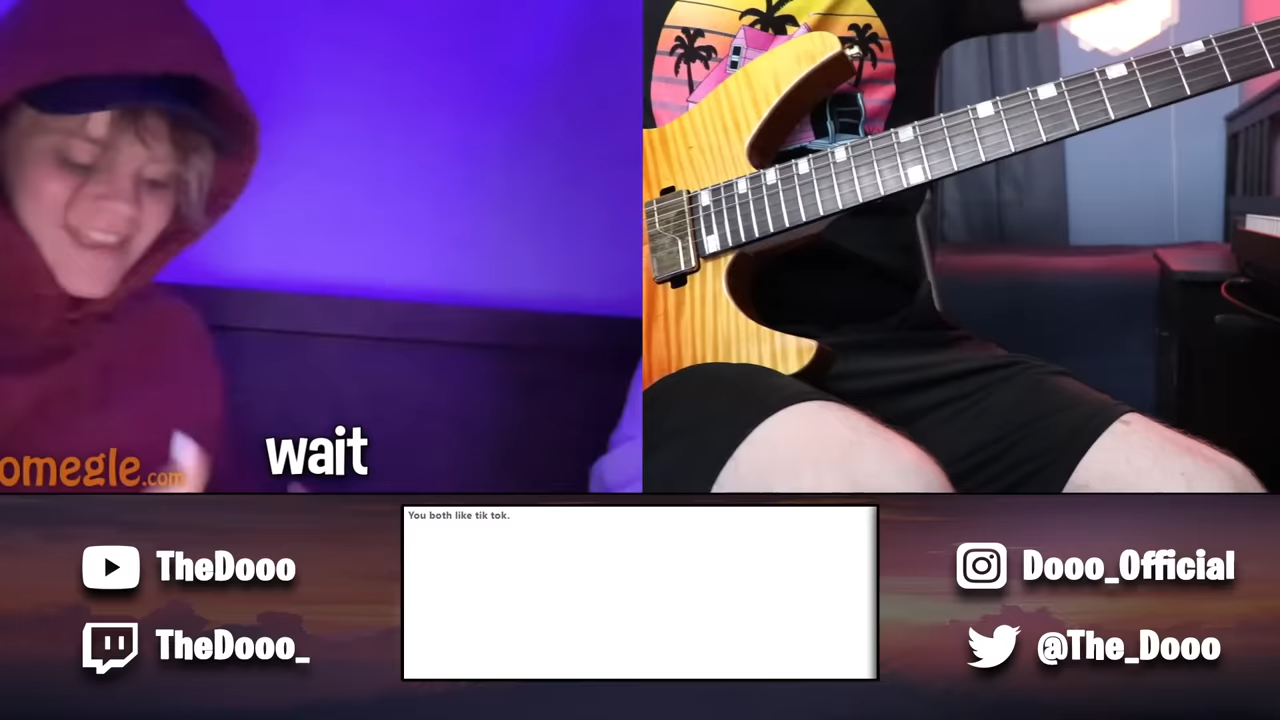 wait
omegle.com
You both like tik tok.
TheDooo
Dooo_Official
TheDooo_
@The_Dooo